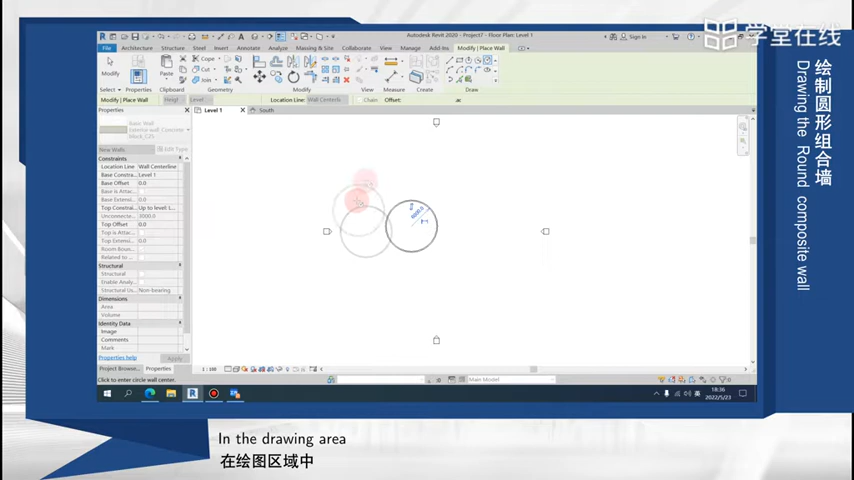 学堂在线
绘制圆形组合墙
Drawing the Round composite wall
Autodesk Revit 2020 - Project7 - Floor Plan: Level 1
Sign In
File Architecture Structure Steel Insert Annotate Analyze Massing & Site Collaborate View Manage Add-Ins Modify | Place Wall
Modify
Properties
Paste
Cope
Cut
Join
Select Properties Clipboard Geometry Modify View Measure Create Draw
Modify | Place Wall Location Line: Wall Centerli Chain Offset:
Properties
Level 1
South
Basic Wall
Exterior wall_Concrete
block_C25
New Walls
Edit Type
Constraints
Location Line Wall Centerline
Base Constra... Level 1
Base Offset 0.0
Base is Attac...
Base Extensi... 0.0
Top Constrai... Up to level: L...
Unconnecte... 3000.0
Top Offset 0.0
Top is Attac...
Top Extensi... 0.0
Room Boun...
Related to ...
Structural
Structural
Enable Analy...
Structural Us... Non-bearing
Dimensions
Area
Volume
Identity Data
Image
Comments
Mark
Properties help
Apply
Project Browse... Properties
1 : 100
Click to enter circle wall center.
:0
Main Model
:0
18:36
2022/5/23
In the drawing area
在绘图区域中